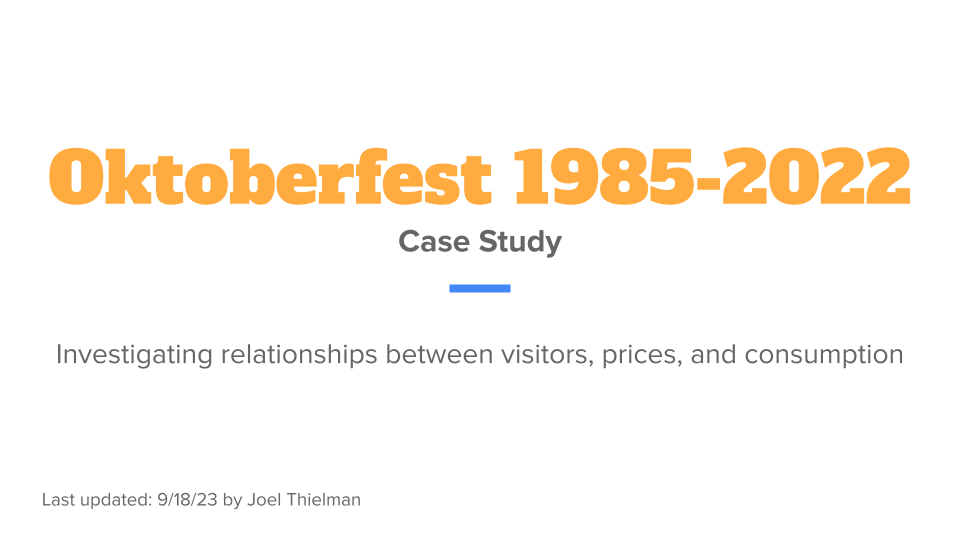 Oktoberfest 1985-2022
Case Study
Investigating relationships between visitors, prices, and consumption
Last updated: 9/18/23 by Joel Thielman